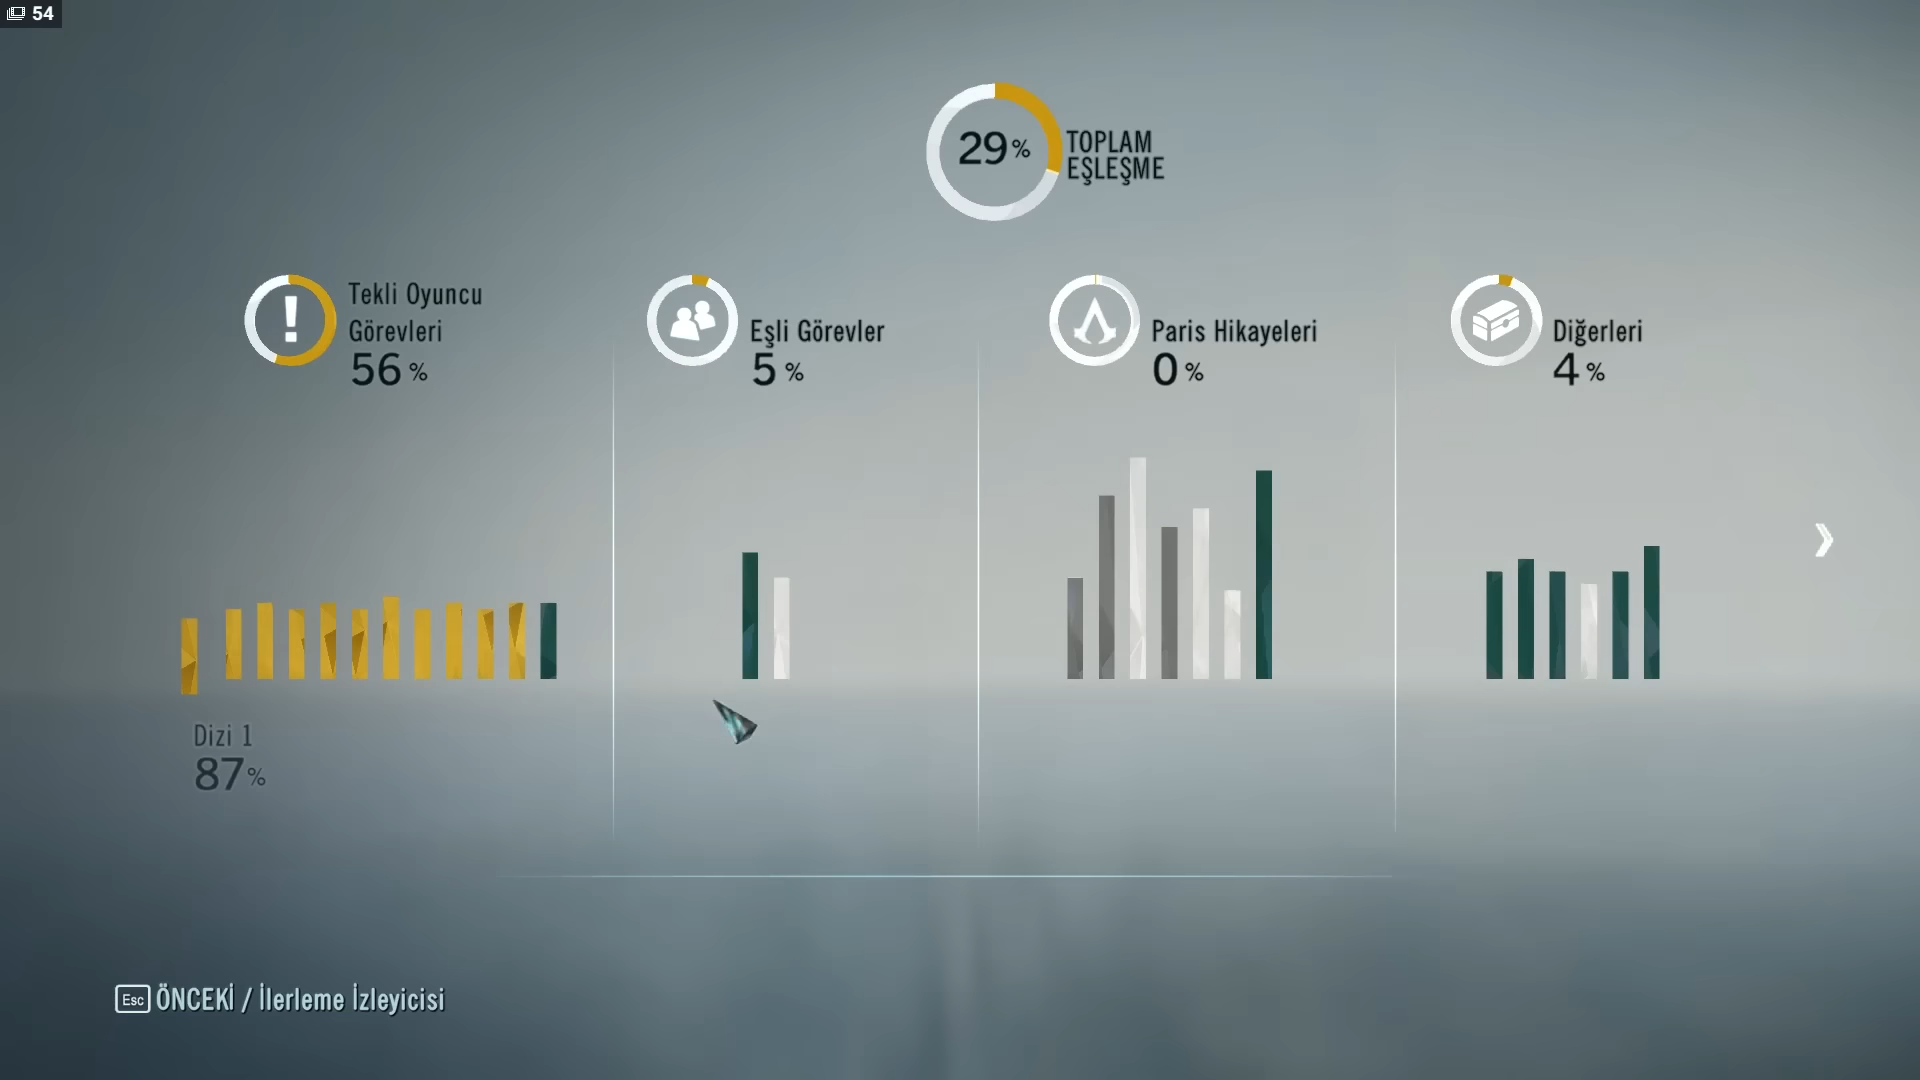 54
29%
TOPLAM
EŞLEŞME
Tekli Oyuncu
Görevleri
56 %
Eşli Görevler
5 %
Paris Hikayeleri
0 %
Diğerleri
4 %
Dizi 1
87%
Esc ÖNCEKİ / İlerleme İzleyicisi